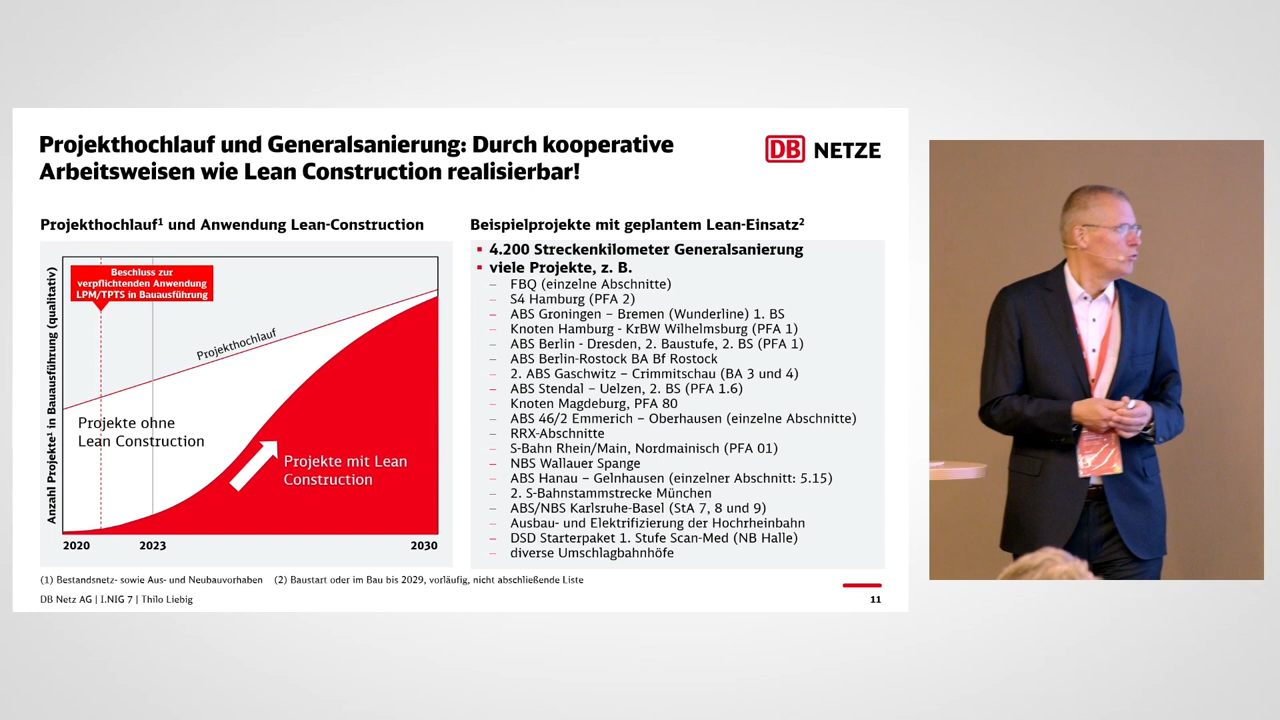 Projekthochlauf und Generalsanierung: Durch kooperative
Arbeitsweisen wie Lean Construction realisierbar!
DB NETZE
Projekthochlauf¹ und Anwendung Lean-Construction
Anzahl Projekte¹ in Bauausführung (qualitativ)
Beschluss zur
verpflichtenden Anwendung
LPM/TPTS in Bauausführung
Projekthochlauf
Projekte ohne
Lean Construction
Projekte mit Lean
Construction
2020 2023 2030
Beispielprojekte mit geplantem Lean-Einsatz²
▪ 4.200 Streckenkilometer Generalsanierung
▪ viele Projekte, z. B.
– FBQ (einzelne Abschnitte)
– S4 Hamburg (PFA 2)
– ABS Groningen – Bremen (Wunderline) 1. BS
– Knoten Hamburg - KrBW Wilhelmsburg (PFA 1)
– ABS Berlin - Dresden, 2. Baustufe, 2. BS (PFA 1)
– ABS Berlin-Rostock BA Bf Rostock
– 2. ABS Gaschwitz – Crimmitschau (BA 3 und 4)
– ABS Stendal – Uelzen, 2. BS (PFA 1.6)
– Knoten Magdeburg, PFA 80
– ABS 46/2 Emmerich – Oberhausen (einzelne Abschnitte)
– RRX-Abschnitte
– S-Bahn Rhein/Main, Nordmainisch (PFA 01)
– NBS Wallauer Spange
– ABS Hanau – Gelnhausen (einzelner Abschnitt: 5.15)
– 2. S-Bahnstammstrecke München
– ABS/NBS Karlsruhe-Basel (StA 7, 8 und 9)
– Ausbau- und Elektrifizierung der Hochrheinbahn
– DSD Starterpaket 1. Stufe Scan-Med (NB Halle)
– diverse Umschlagbahnhöfe
(1) Bestandsnetz- sowie Aus- und Neubauvorhaben (2) Baustart oder im Bau bis 2029, vorläufig, nicht abschließende Liste
DB Netz AG | I.NIG 7 | Thilo Liebig
11